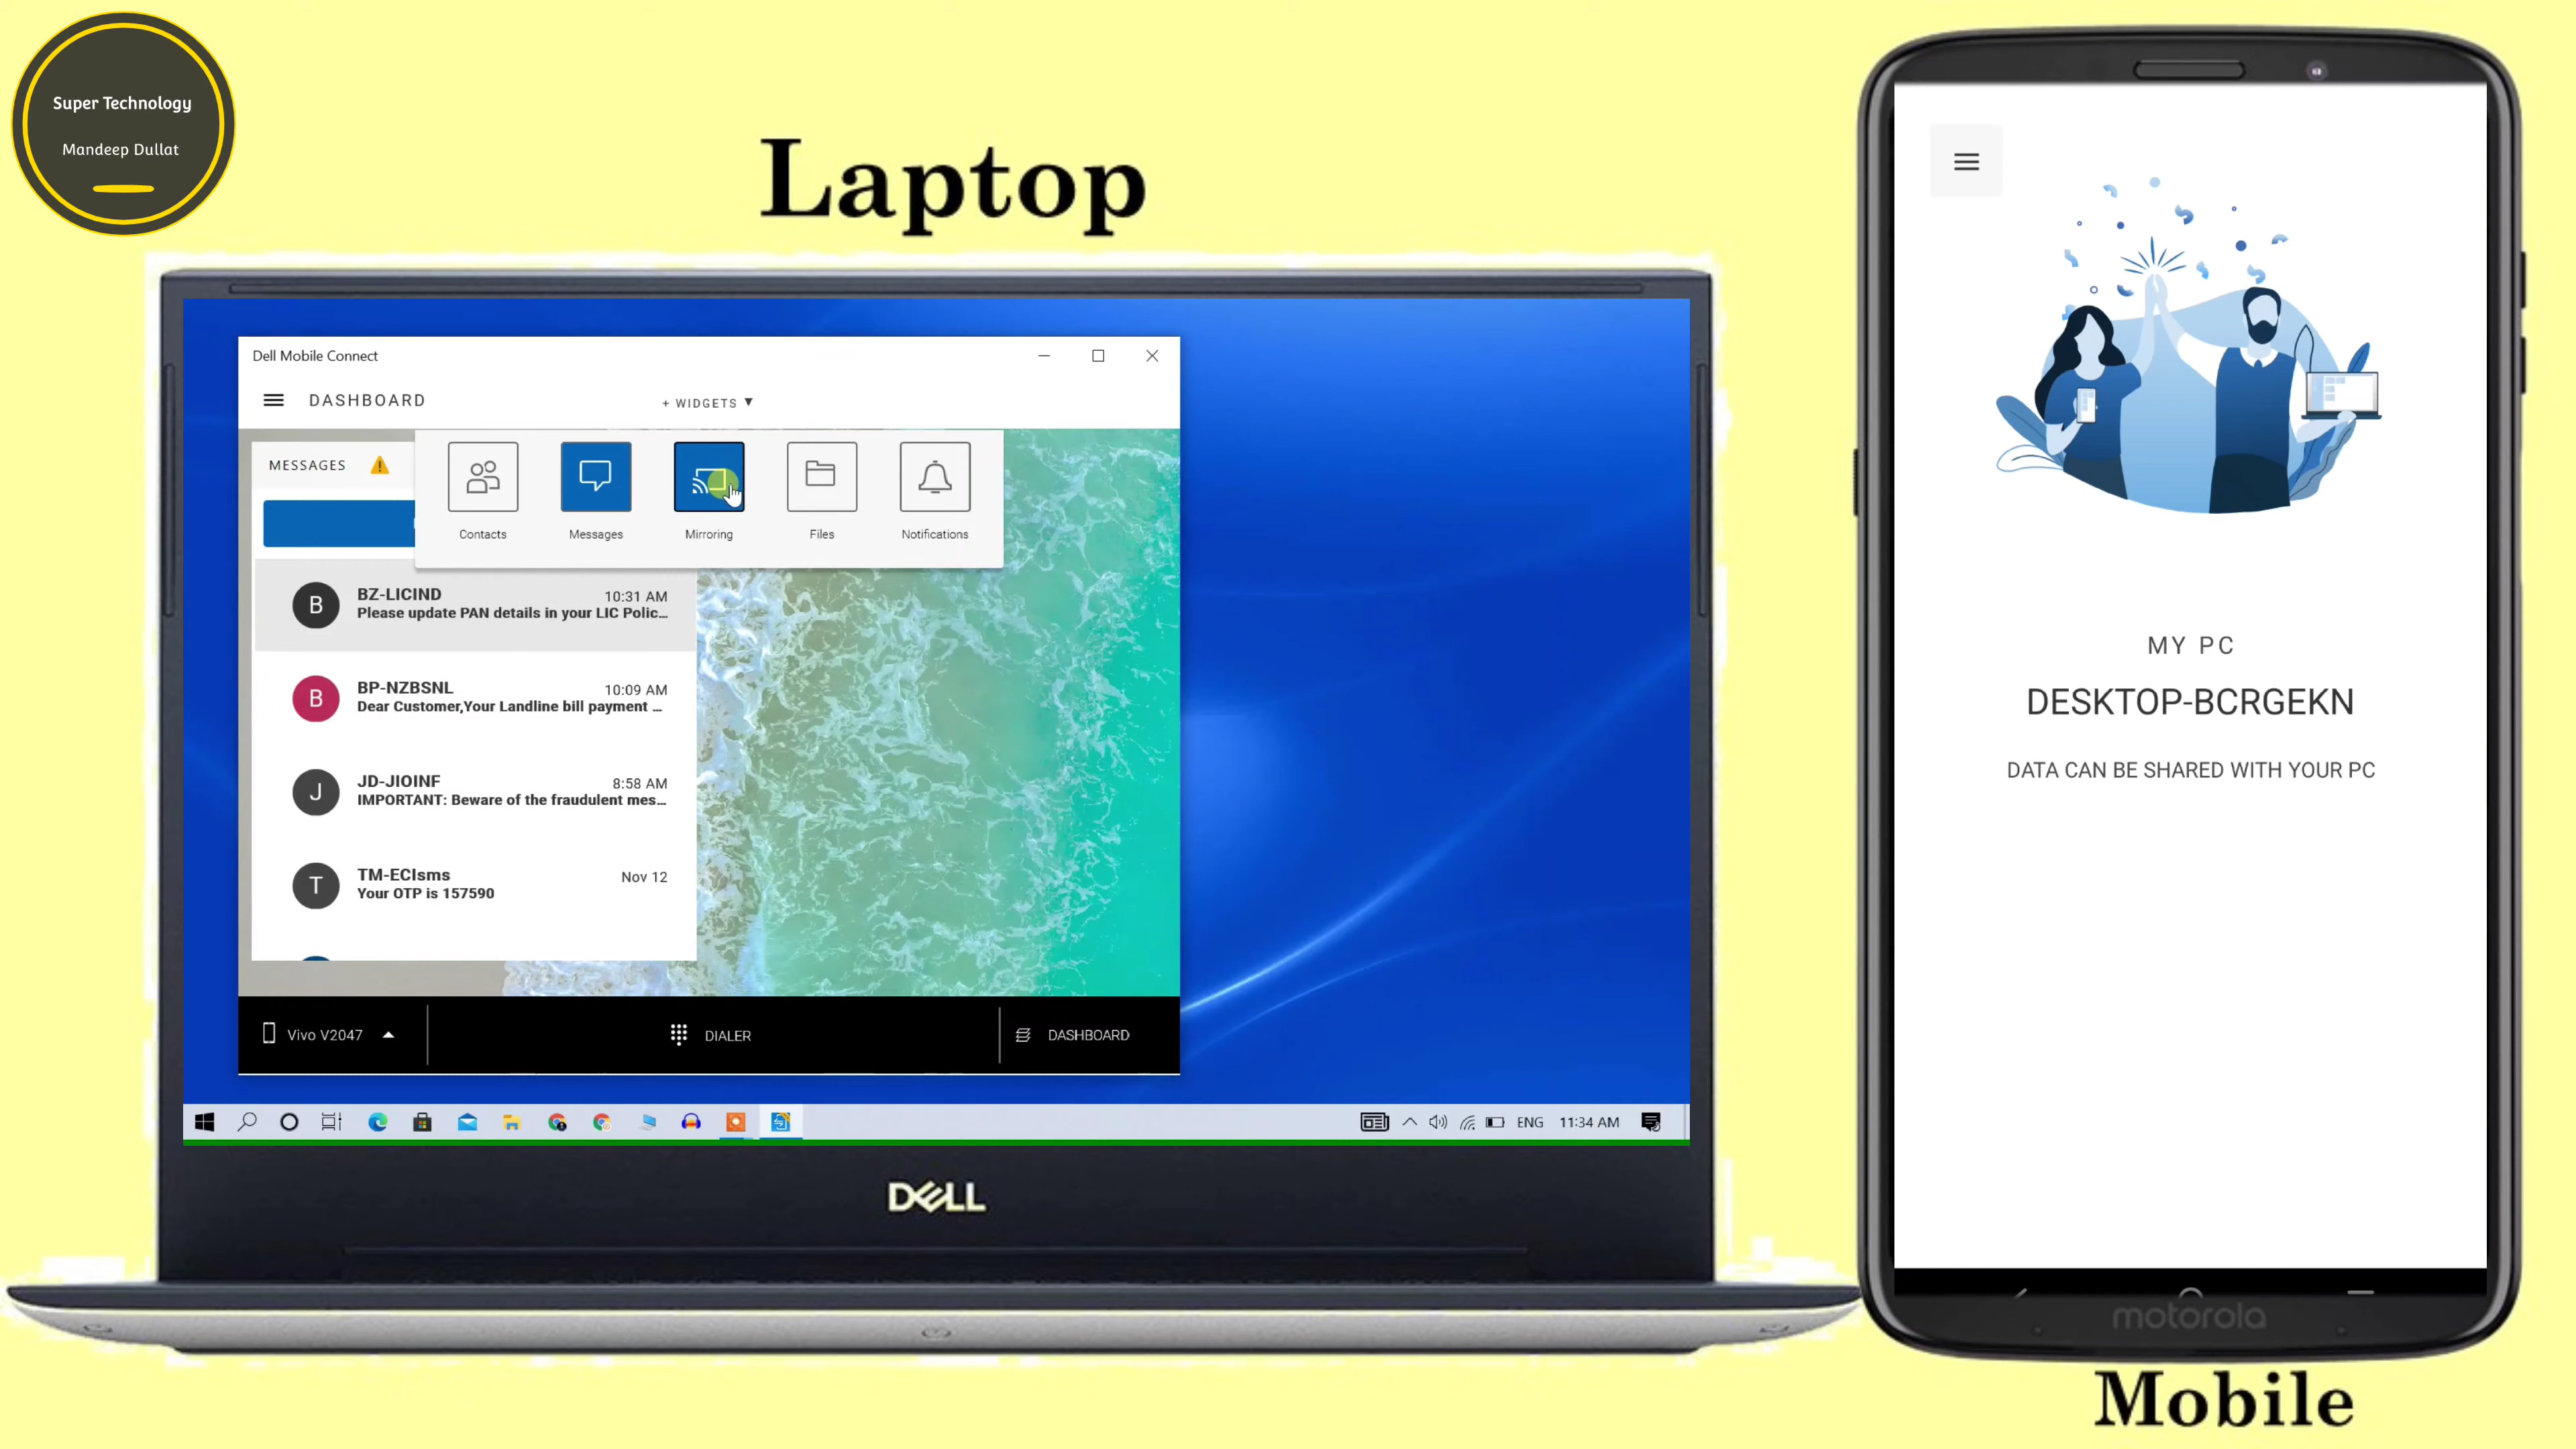 Super Technology
Mandeep Dullat
Laptop
Dell Mobile Connect
DASHBOARD
+ WIDGETS ▼
MESSAGES
Contacts
Messages
Mirroring
Files
Notifications
B
BZ-LICIND
10:31 AM
Please update PAN details in your LIC Polic...
B
BP-NZBSNL
10:09 AM
Dear Customer,Your Landline bill payment ...
J
JD-JIOINF
8:58 AM
IMPORTANT: Beware of the fraudulent mes...
T
TM-ECIsms
Nov 12
Your OTP is 157590
Vivo V2047
DIALER
DASHBOARD
ENG
11:34 AM
DELL
MY PC
DESKTOP-BCRGEKN
DATA CAN BE SHARED WITH YOUR PC
motorola
Mobile